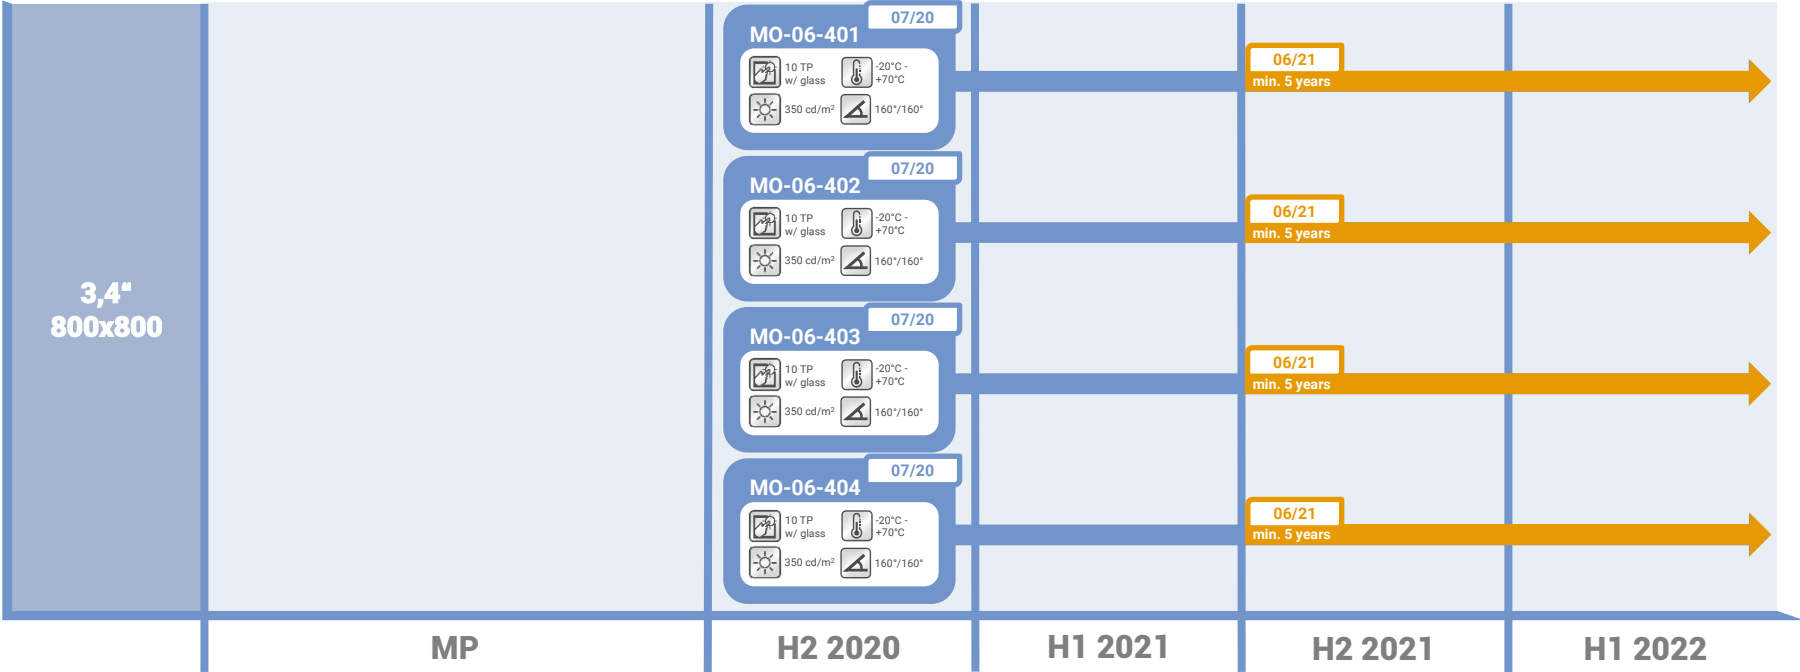 3,4“
800x800
07/20
MO-06-401
10 TP
w/ glass
-20°C -
+70°C
350 cd/m²
160°/160°
06/21
min. 5 years
07/20
MO-06-402
10 TP
w/ glass
-20°C -
+70°C
350 cd/m²
160°/160°
06/21
min. 5 years
07/20
MO-06-403
10 TP
w/ glass
-20°C -
+70°C
350 cd/m²
160°/160°
06/21
min. 5 years
07/20
MO-06-404
10 TP
w/ glass
-20°C -
+70°C
350 cd/m²
160°/160°
06/21
min. 5 years
MP
H2 2020
H1 2021
H2 2021
H1 2022